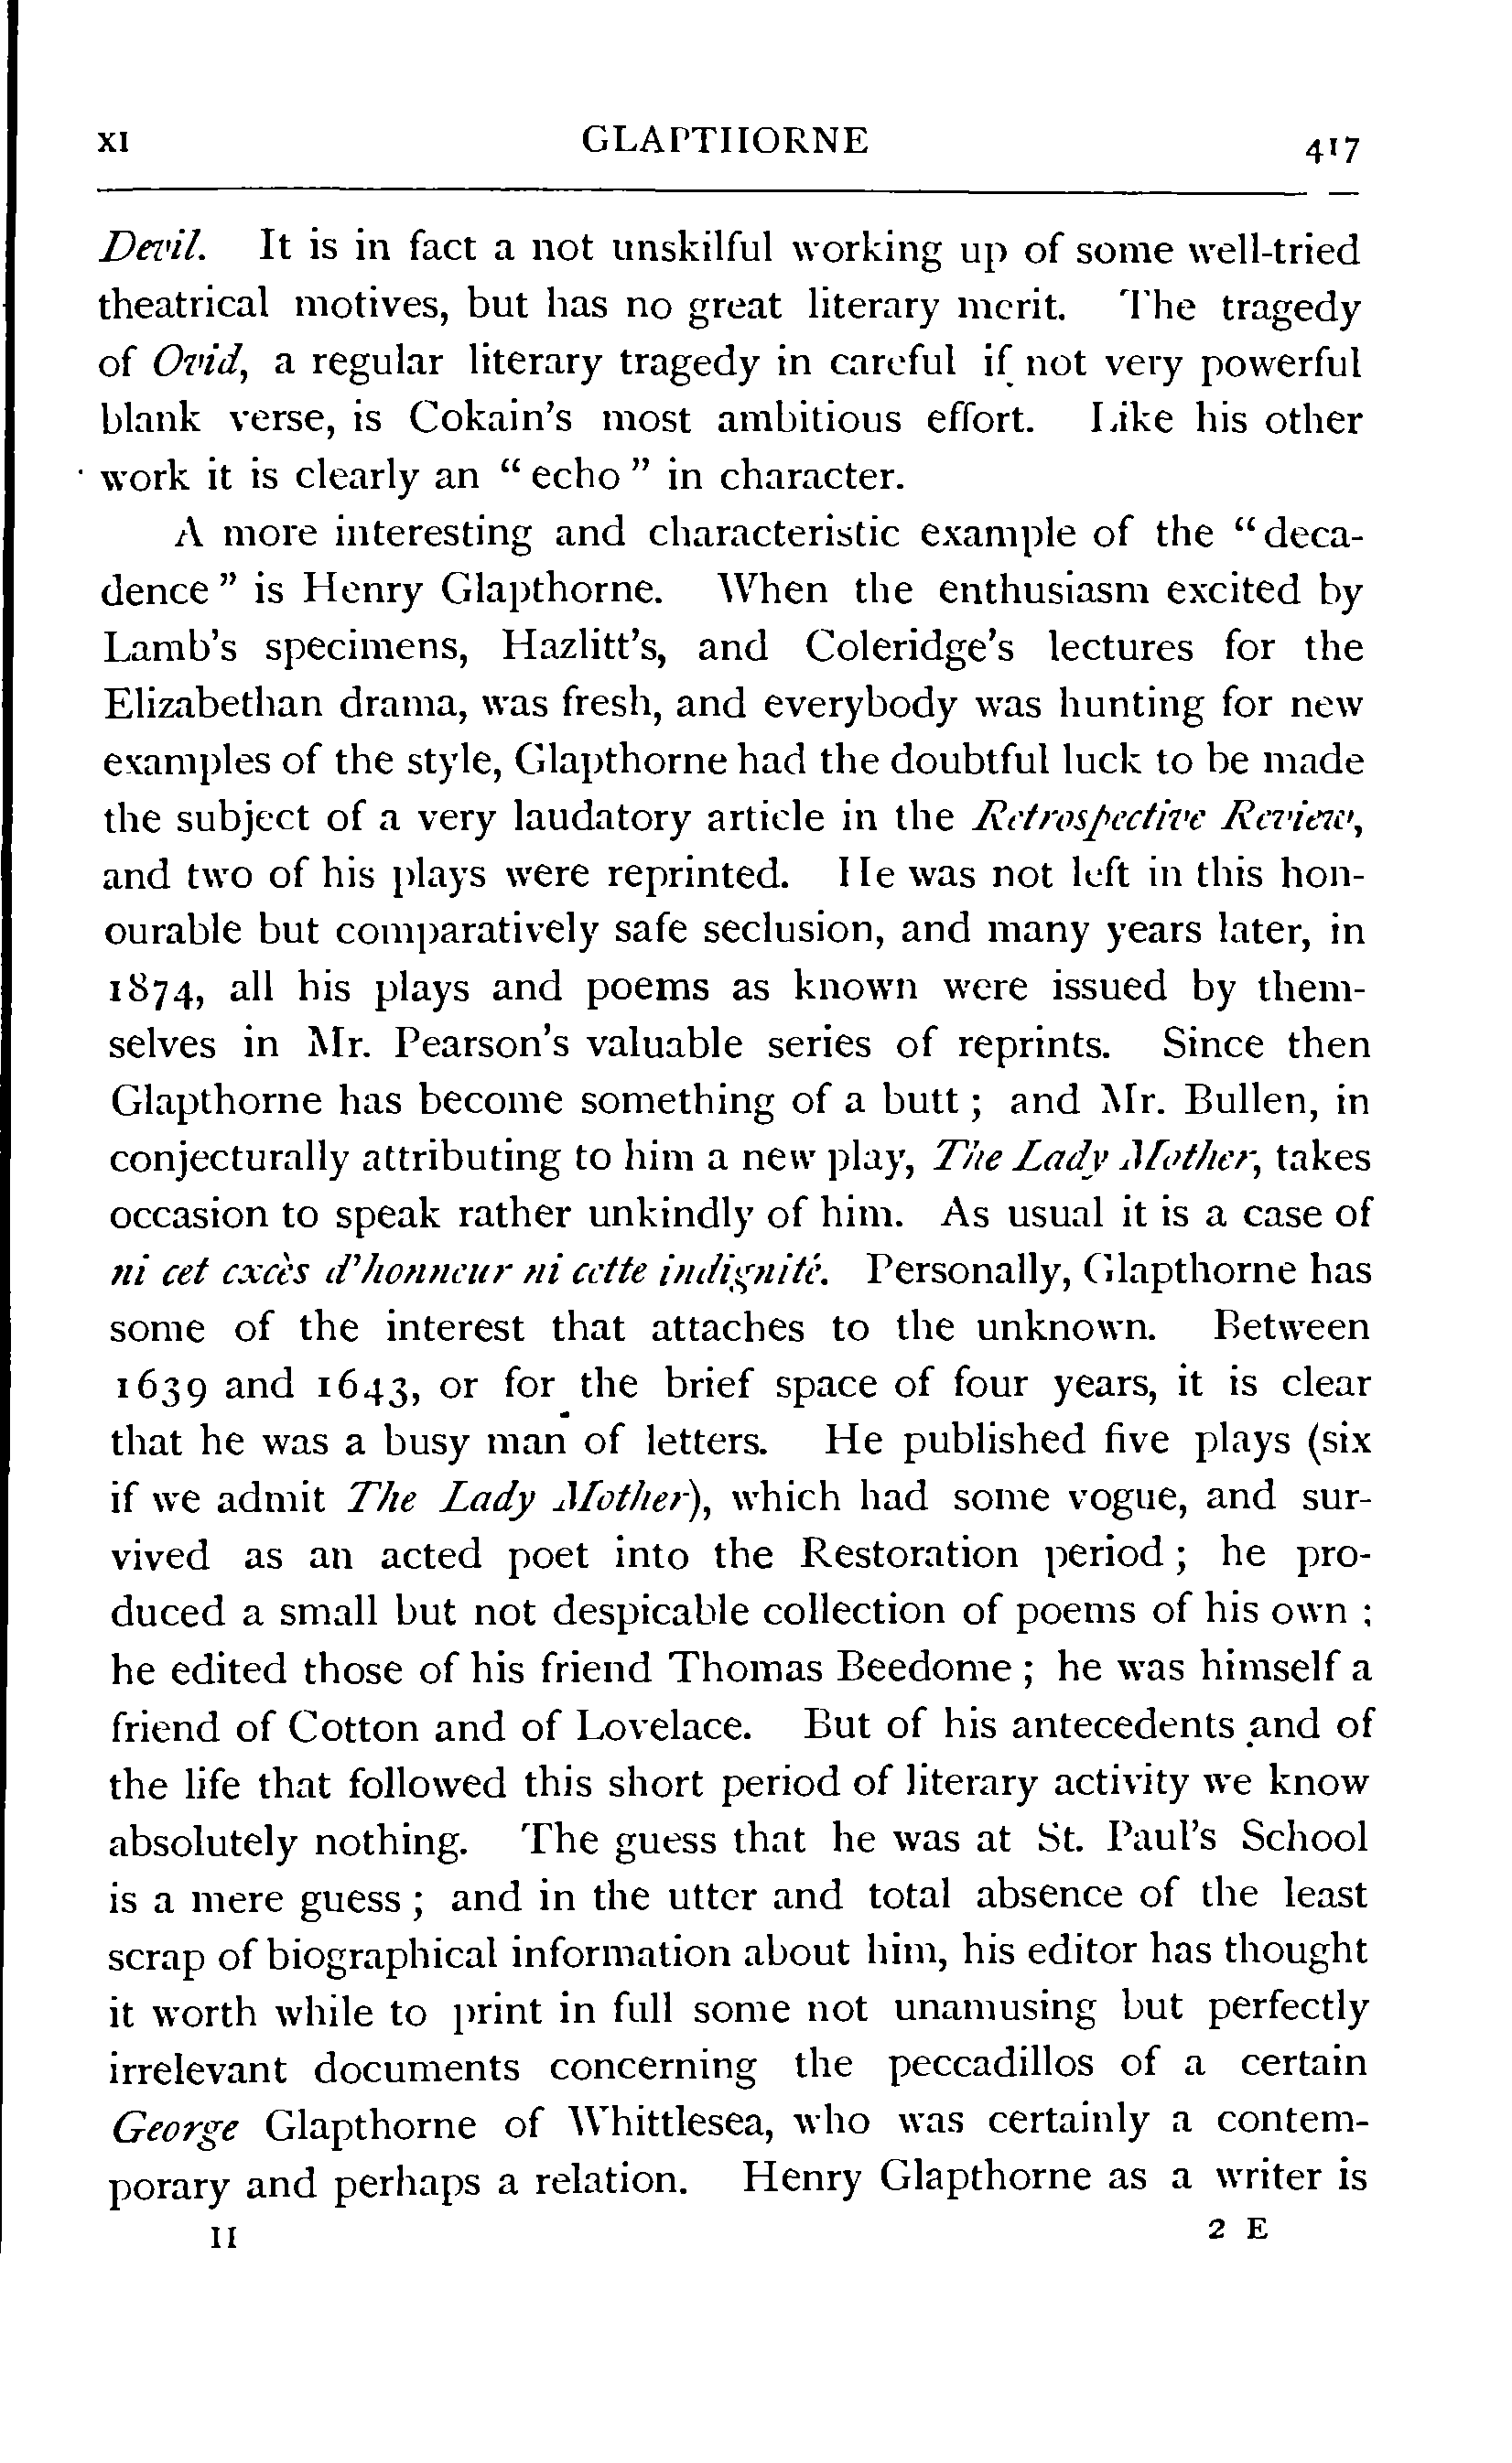 XI GLAPTHORNE 417
Devil. It is in fact a not unskilful working up of some well-tried
theatrical motives, but has no great literary merit. The tragedy
of Ovid, a regular literary tragedy in careful if not very powerful
blank verse, is Cokain's most ambitious effort. Like his other
work it is clearly an “ echo ” in character.
A more interesting and characteristic example of the “ deca-
dence ” is Henry Glapthorne. When the enthusiasm excited by
Lamb's specimens, Hazlitt's, and Coleridge's lectures for the
Elizabethan drama, was fresh, and everybody was hunting for new
examples of the style, Glapthorne had the doubtful luck to be made
the subject of a very laudatory article in the Retrospective Review,
and two of his plays were reprinted. He was not left in this hon-
ourable but comparatively safe seclusion, and many years later, in
1874, all his plays and poems as known were issued by them-
selves in Mr. Pearson's valuable series of reprints. Since then
Glapthorne has become something of a butt ; and Mr. Bullen, in
conjecturally attributing to him a new play, The Lady Mother, takes
occasion to speak rather unkindly of him. As usual it is a case of
ni cet excès d'honneur ni cette indignité. Personally, Glapthorne has
some of the interest that attaches to the unknown. Between
1639 and 1643, or for the brief space of four years, it is clear
that he was a busy man of letters. He published five plays (six
if we admit The Lady Mother), which had some vogue, and sur-
vived as an acted poet into the Restoration period ; he pro-
duced a small but not despicable collection of poems of his own ;
he edited those of his friend Thomas Beedome ; he was himself a
friend of Cotton and of Lovelace. But of his antecedents and of
the life that followed this short period of literary activity we know
absolutely nothing. The guess that he was at St. Paul's School
is a mere guess ; and in the utter and total absence of the least
scrap of biographical information about him, his editor has thought
it worth while to print in full some not unamusing but perfectly
irrelevant documents concerning the peccadillos of a certain
George Glapthorne of Whittlesea, who was certainly a contem-
porary and perhaps a relation. Henry Glapthorne as a writer is
II 2 E